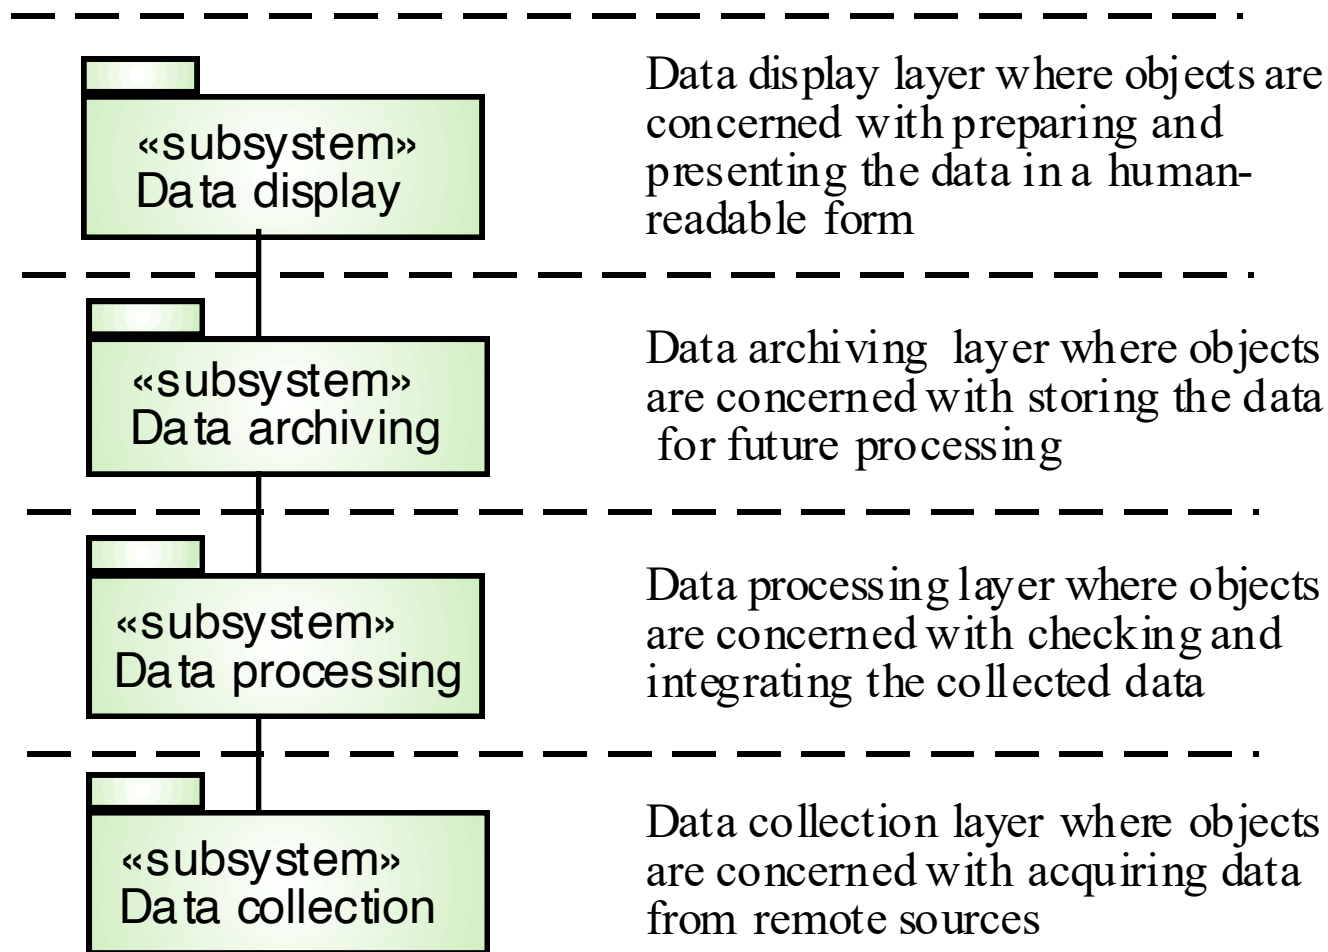 «subsystem»
Data display
Data display layer where objects are
concerned with preparing and
presenting the data in a human-
readable form
«subsystem»
Data archiving
Data archiving layer where objects
are concerned with storing the data
for future processing
«subsystem»
Data processing
Data processing layer where objects
are concerned with checking and
integrating the collected data
«subsystem»
Data collection
Data collection layer where objects
are concerned with acquiring data
from remote sources